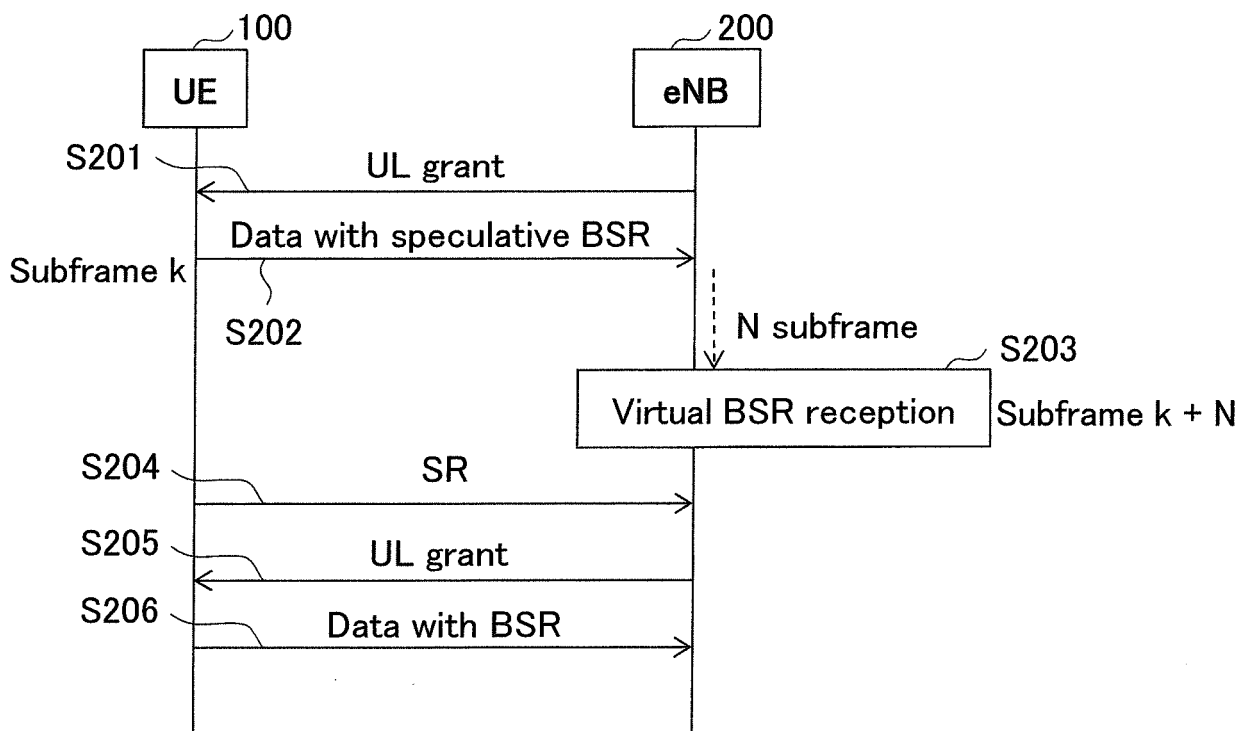 100
200
UE
eNB
S201
UL grant
Data with speculative BSR
Subframe k
S202
N subframe
S203
Virtual BSR reception
Subframe k + N
S204
SR
S205
UL grant
S206
Data with BSR